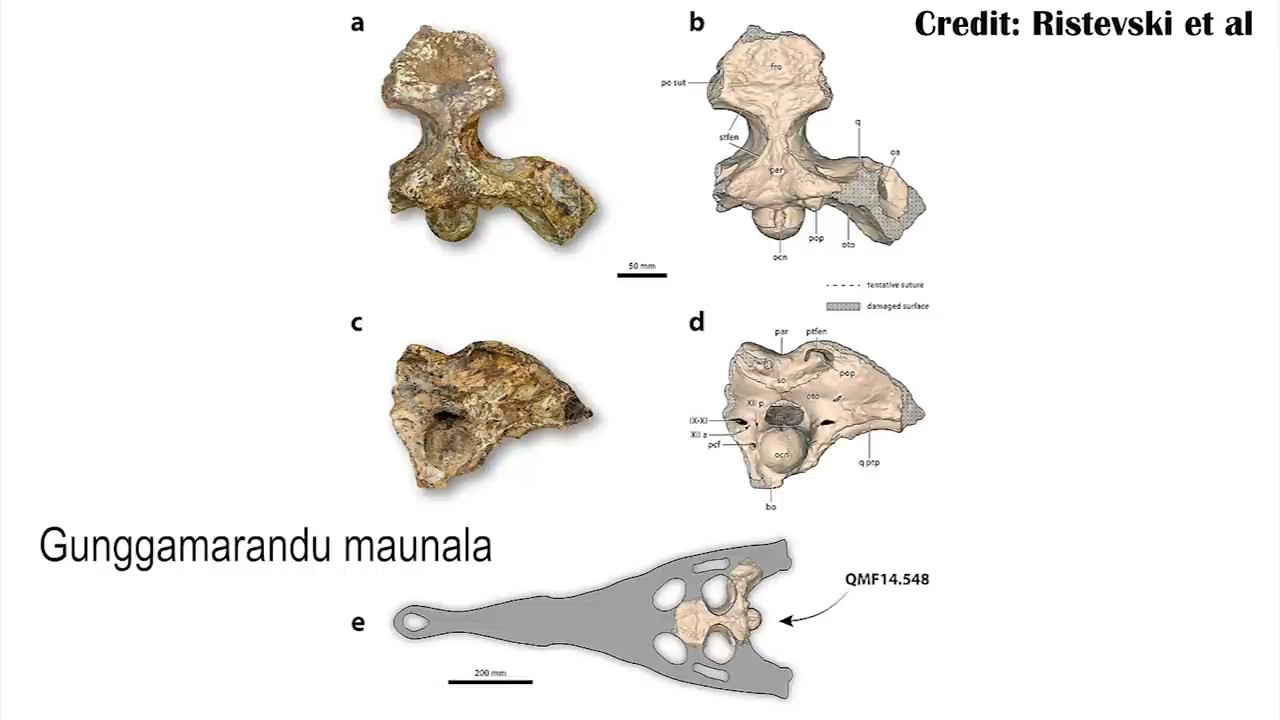 a
b
Credit: Ristevski et al
fro
po sut
stfen
q
oa
par
pop
oto
ocn
50 mm
tentative suture
damaged surface
c
d
par
ptfen
pop
so
XII p
oto
IX-XI
XII a
pcf
ocn
q ptp
bo
Gunggamarandu maunala
QMF14.548
e
200 mm